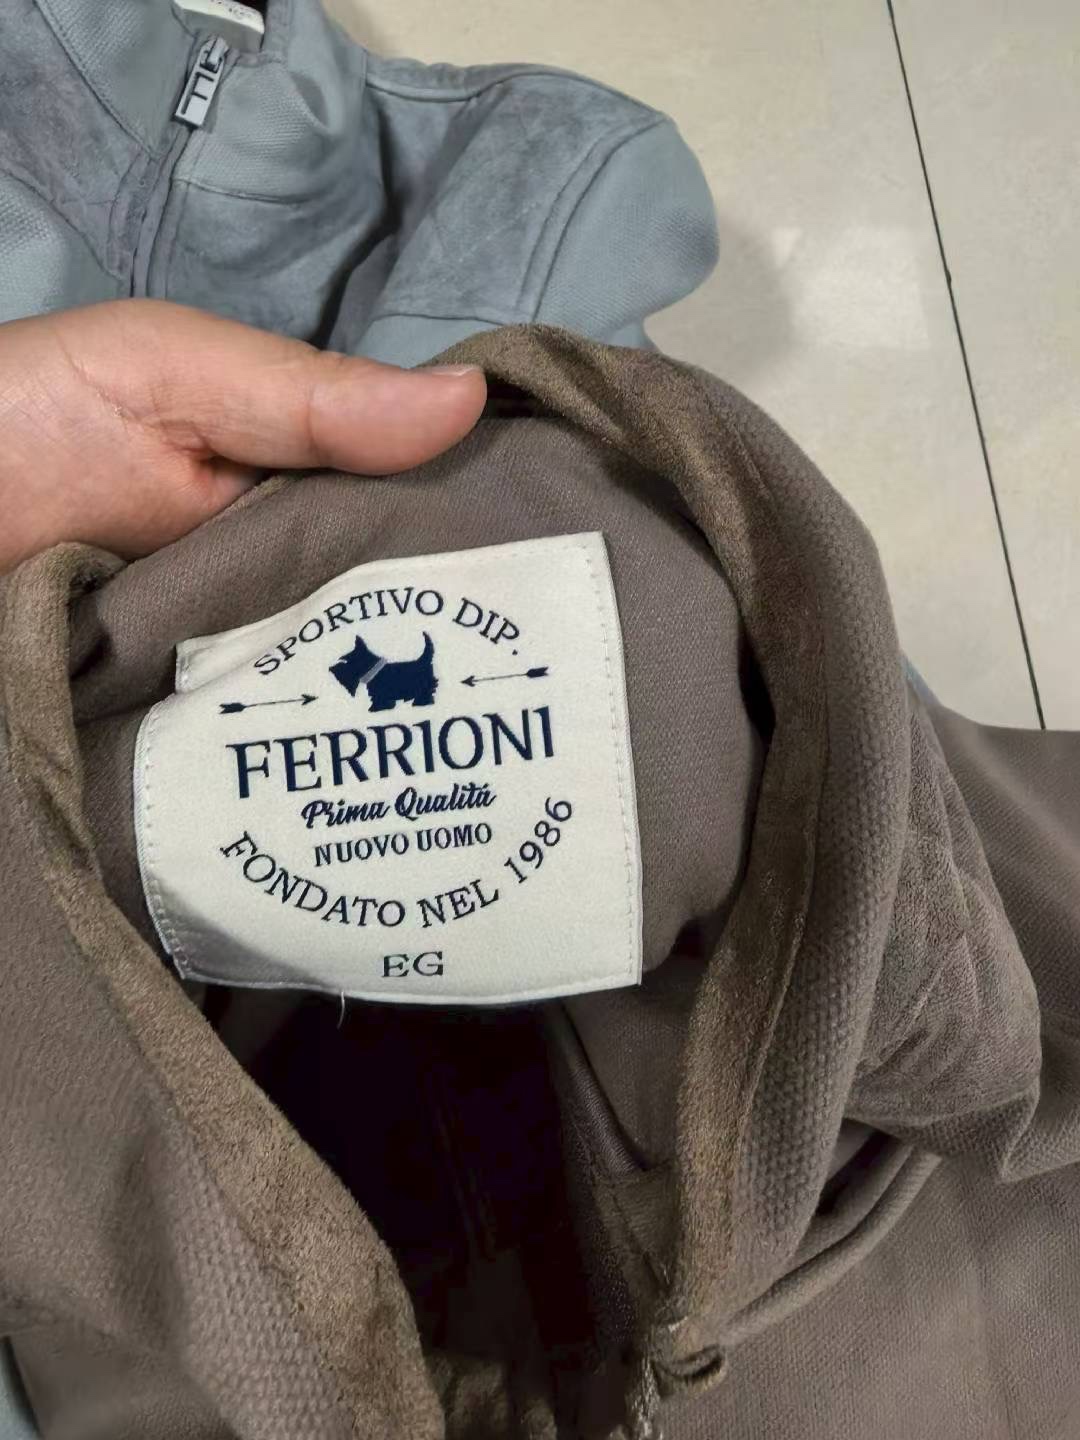 SPORTIVO DIP.
FERRIONI
Prima Qualitá
NUOVO UOMO
FONDATO NEL 1986
EG